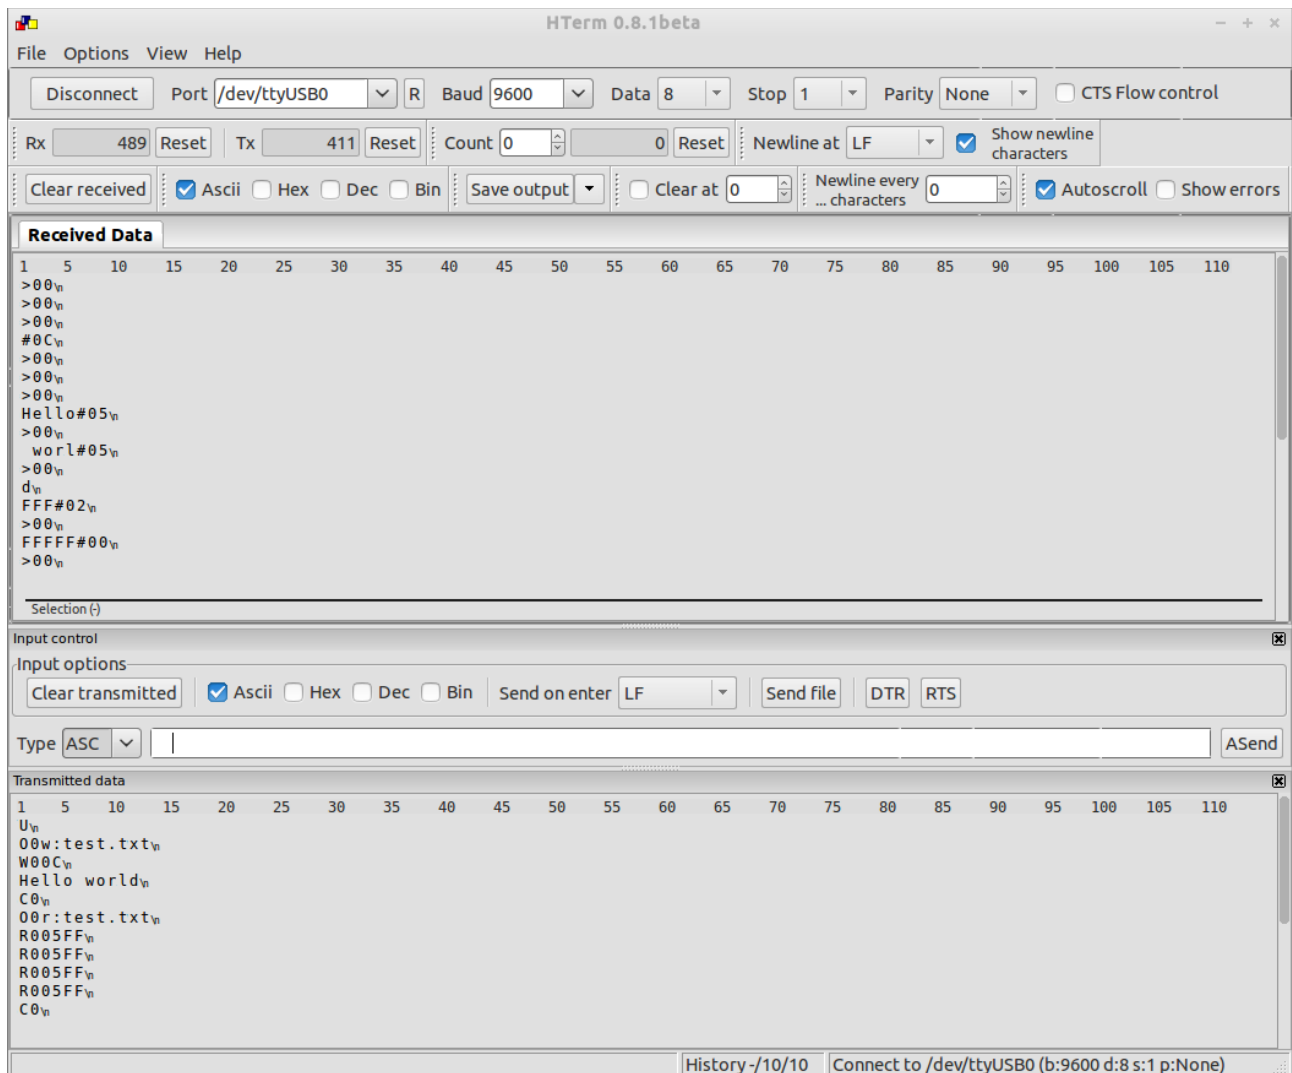 HTerm 0.8.1beta
File Options View Help
Disconnect Port /dev/ttyUSB0 R Baud 9600 Data 8 Stop 1 Parity None CTS Flow control
Rx 489 Reset Tx 411 Reset Count 0 0 Reset Newline at LF Show newline characters
Clear received Ascii Hex Dec Bin Save output Clear at 0 Newline every ... characters 0 Autoscroll Show errors
Received Data
1 5 10 15 20 25 30 35 40 45 50 55 60 65 70 75 80 85 90 95 100 105 110
>00\n
>00\n
>00\n
#0C\n
>00\n
>00\n
>00\n
Hello#05\n
>00\n
 worl#05\n
>00\n
d\n
FFF#02\n
>00\n
FFFFF#00\n
>00\n
Selection (-)
Input control
Input options
Clear transmitted Ascii Hex Dec Bin Send on enter LF Send file DTR RTS
Type ASC ASend
Transmitted data
1 5 10 15 20 25 30 35 40 45 50 55 60 65 70 75 80 85 90 95 100 105 110
U\n
O0w:test.txt\n
W00C\n
Hello world\n
C0\n
O0r:test.txt\n
R005FF\n
R005FF\n
R005FF\n
R005FF\n
C0\n
History -/10/10 Connect to /dev/ttyUSB0 (b:9600 d:8 s:1 p:None)